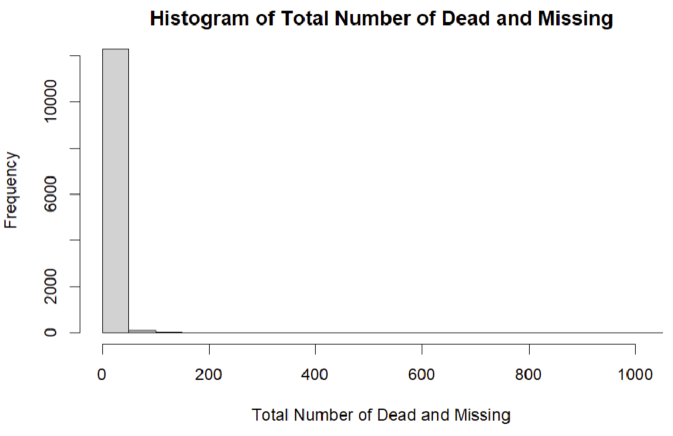 Histogram of Total Number of Dead and Missing
Frequency
10000
6000
2000
0
0 200 400 600 800 1000
Total Number of Dead and Missing